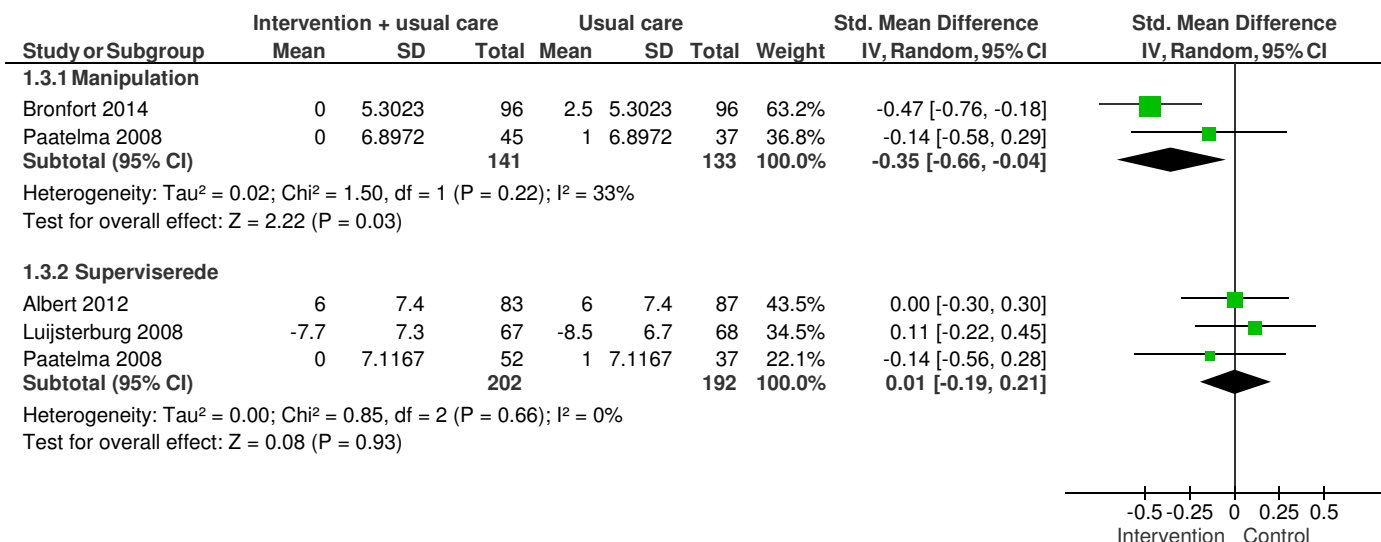 Intervention + usual care Usual care Std. Mean Difference Std. Mean Difference
Study or Subgroup Mean SD Total Mean SD Total Weight IV, Random, 95% CI IV, Random, 95% CI
1.3.1 Manipulation
Bronfort 2014 0 5.3023 96 2.5 5.3023 96 63.2% -0.47 [-0.76, -0.18]
Paatelma 2008 0 6.8972 45 1 6.8972 37 36.8% -0.14 [-0.58, 0.29]
Subtotal (95% CI) 141 133 100.0% -0.35 [-0.66, -0.04]
Heterogeneity: Tau² = 0.02; Chi² = 1.50, df = 1 (P = 0.22); I² = 33%
Test for overall effect: Z = 2.22 (P = 0.03)
1.3.2 Superviserede
Albert 2012 6 7.4 83 6 7.4 87 43.5% 0.00 [-0.30, 0.30]
Luijsterburg 2008 -7.7 7.3 67 -8.5 6.7 68 34.5% 0.11 [-0.22, 0.45]
Paatelma 2008 0 7.1167 52 1 7.1167 37 22.1% -0.14 [-0.56, 0.28]
Subtotal (95% CI) 202 192 100.0% 0.01 [-0.19, 0.21]
Heterogeneity: Tau² = 0.00; Chi² = 0.85, df = 2 (P = 0.66); I² = 0%
Test for overall effect: Z = 0.08 (P = 0.93)
-0.5 -0.25 0 0.25 0.5
Intervention Control